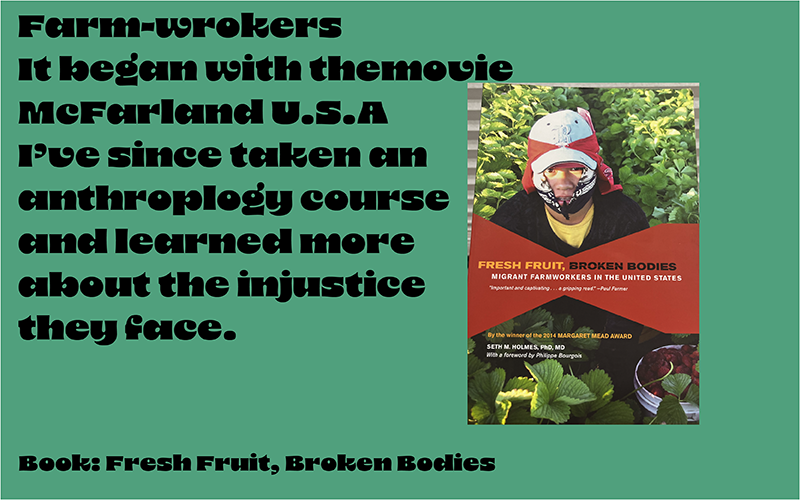 Farm-wrokers
It began with themovie
McFarland U.S.A
I've since taken an
anthroplogy course
and learned more
about the injustice
they face.
FRESH FRUIT, BROKEN BODIES
MIGRANT FARMWORKERS IN THE UNITED STATES
"Important and captivating . . . a gripping read." —Paul Farmer
By the winner of the 2014 MARGARET MEAD AWARD
SETH M. HOLMES, PhD, MD
With a foreword by Philippe Bourgois
Book: Fresh Fruit, Broken Bodies